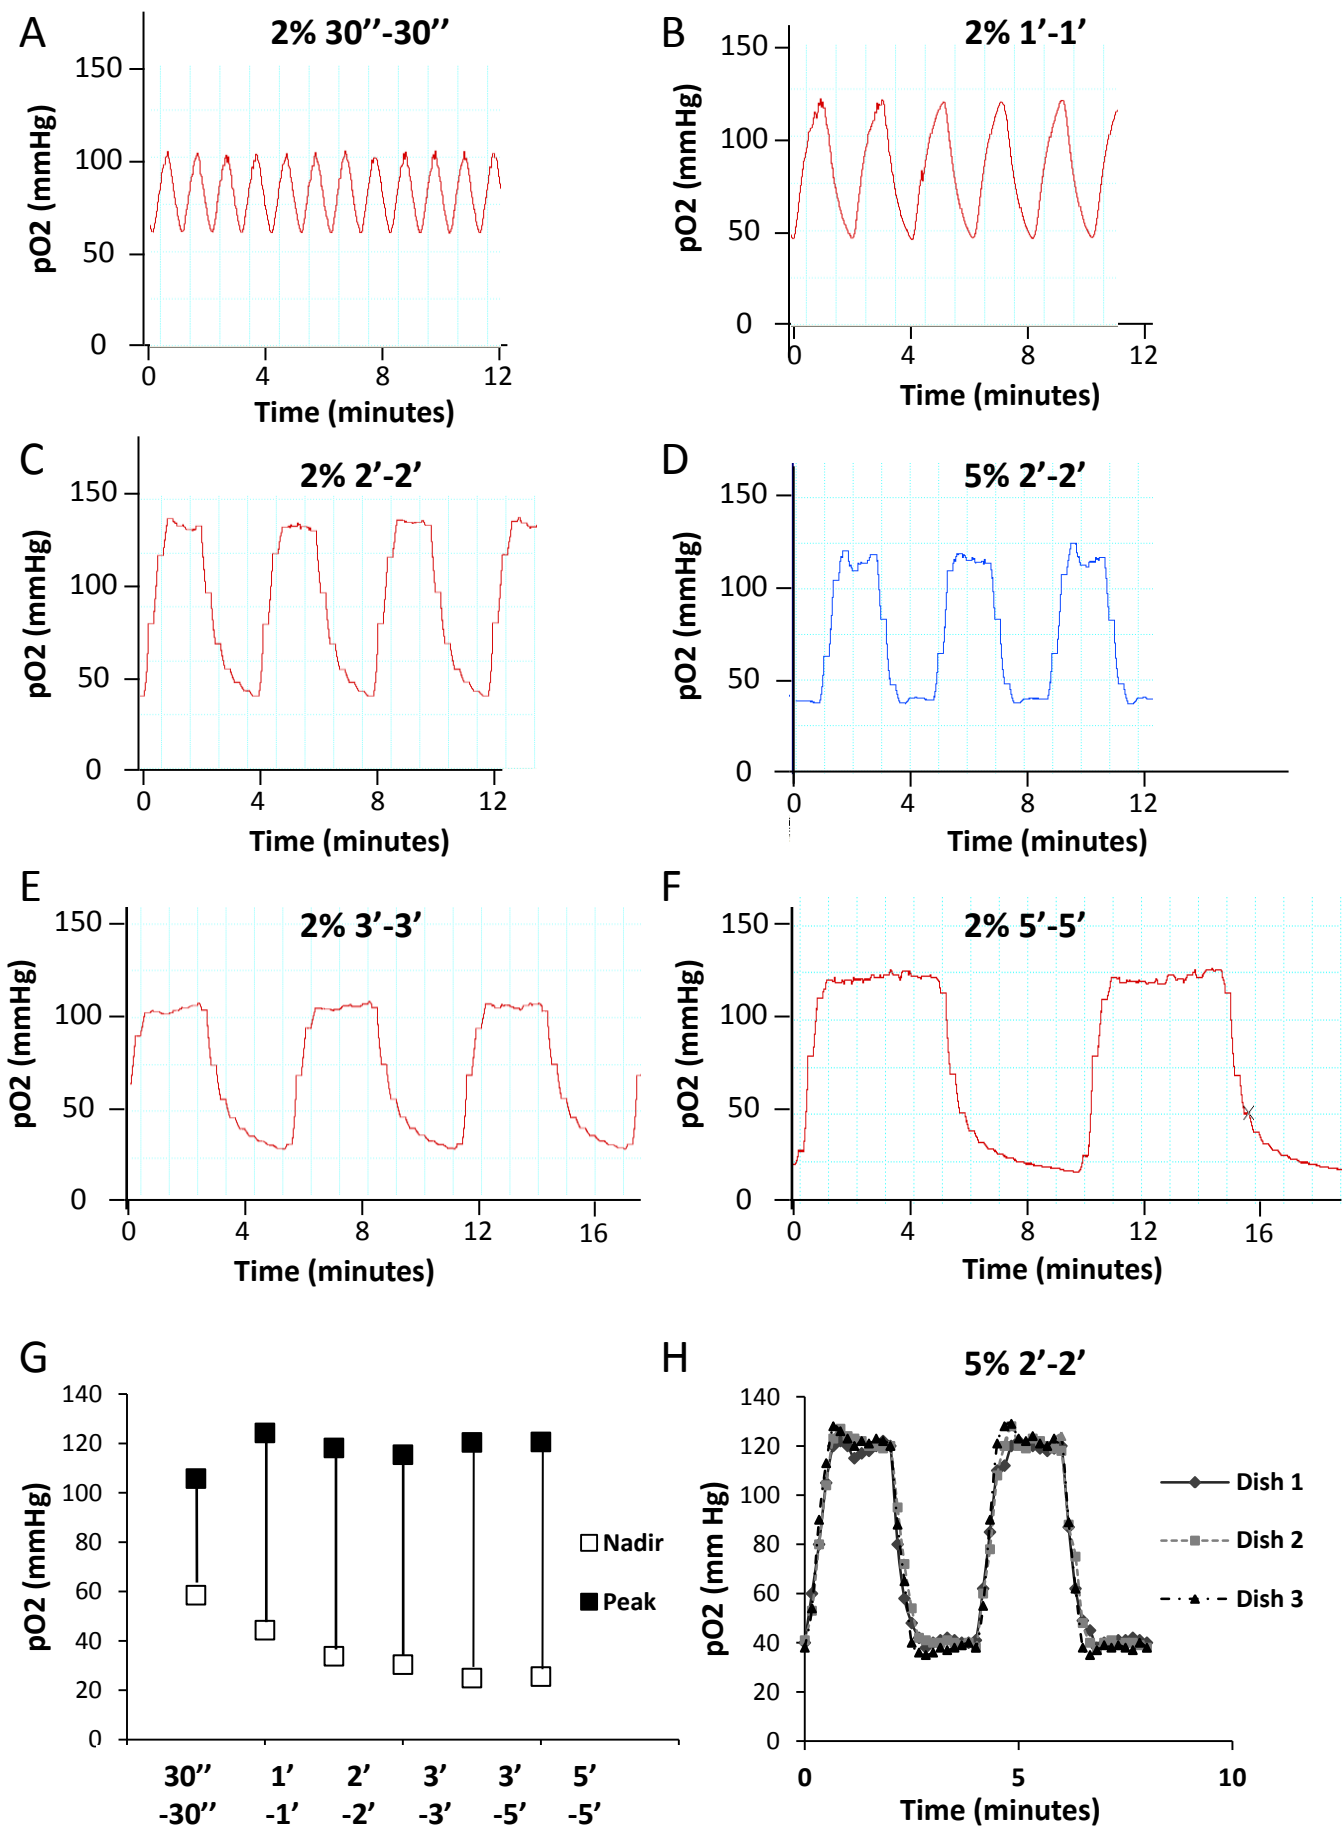 A
2% 30’’-30’’
150
100
50
0
pO2 (mmHg)
0 4 8 12
Time (minutes)
B
2% 1’-1’
150
100
50
0
pO2 (mmHg)
0 4 8 12
Time (minutes)
C
2% 2’-2’
150
100
50
0
pO2 (mmHg)
0 4 8 12
Time (minutes)
D
5% 2’-2’
150
100
50
0
pO2 (mmHg)
0 4 8 12
Time (minutes)
E
2% 3’-3’
150
100
50
0
pO2 (mmHg)
0 4 8 12 16
Time (minutes)
F
2% 5’-5’
150
100
50
0
pO2 (mmHg)
0 4 8 12 16
Time (minutes)
G
140
120
100
80
60
40
20
0
pO2 (mmHg)
Nadir
Peak
30’’ 1’ 2’ 3’ 3’ 5’
-30’’ -1’ -2’ -3’ -5’ -5’
H
5% 2’-2’
140
120
100
80
60
40
20
0
pO2 (mm Hg)
Dish 1
Dish 2
Dish 3
0 5 10
Time (minutes)